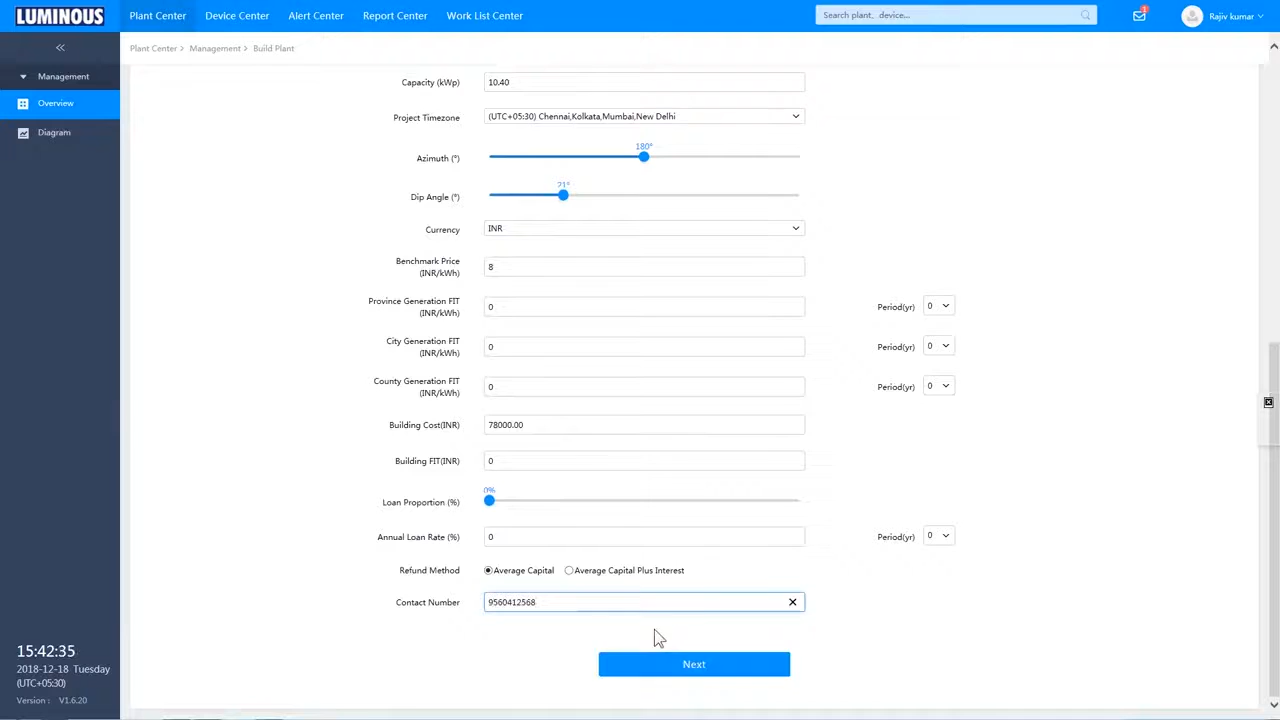 LUMINOUS
Plant Center
Device Center
Alert Center
Report Center
Work List Center
Search plant, device...
1
Rajiv kumar
Plant Center > Management > Build Plant
Management
Overview
Diagram
Capacity (kWp)
10.40
Project Timezone
(UTC+05:30) Chennai,Kolkata,Mumbai,New Delhi
Azimuth (°)
180°
Dip Angle (°)
21°
Currency
INR
Benchmark Price
(INR/kWh)
8
Province Generation FIT
(INR/kWh)
0
Period(yr)
0
City Generation FIT
(INR/kWh)
0
Period(yr)
0
County Generation FIT
(INR/kWh)
0
Period(yr)
0
Building Cost(INR)
78000.00
Building FIT(INR)
0
Loan Proportion (%)
0%
Annual Loan Rate (%)
0
Period(yr)
0
Refund Method
Average Capital
Average Capital Plus Interest
Contact Number
9560412568
Next
15:42:35
2018-12-18 Tuesday
(UTC+05:30)
Version : V1.6.20